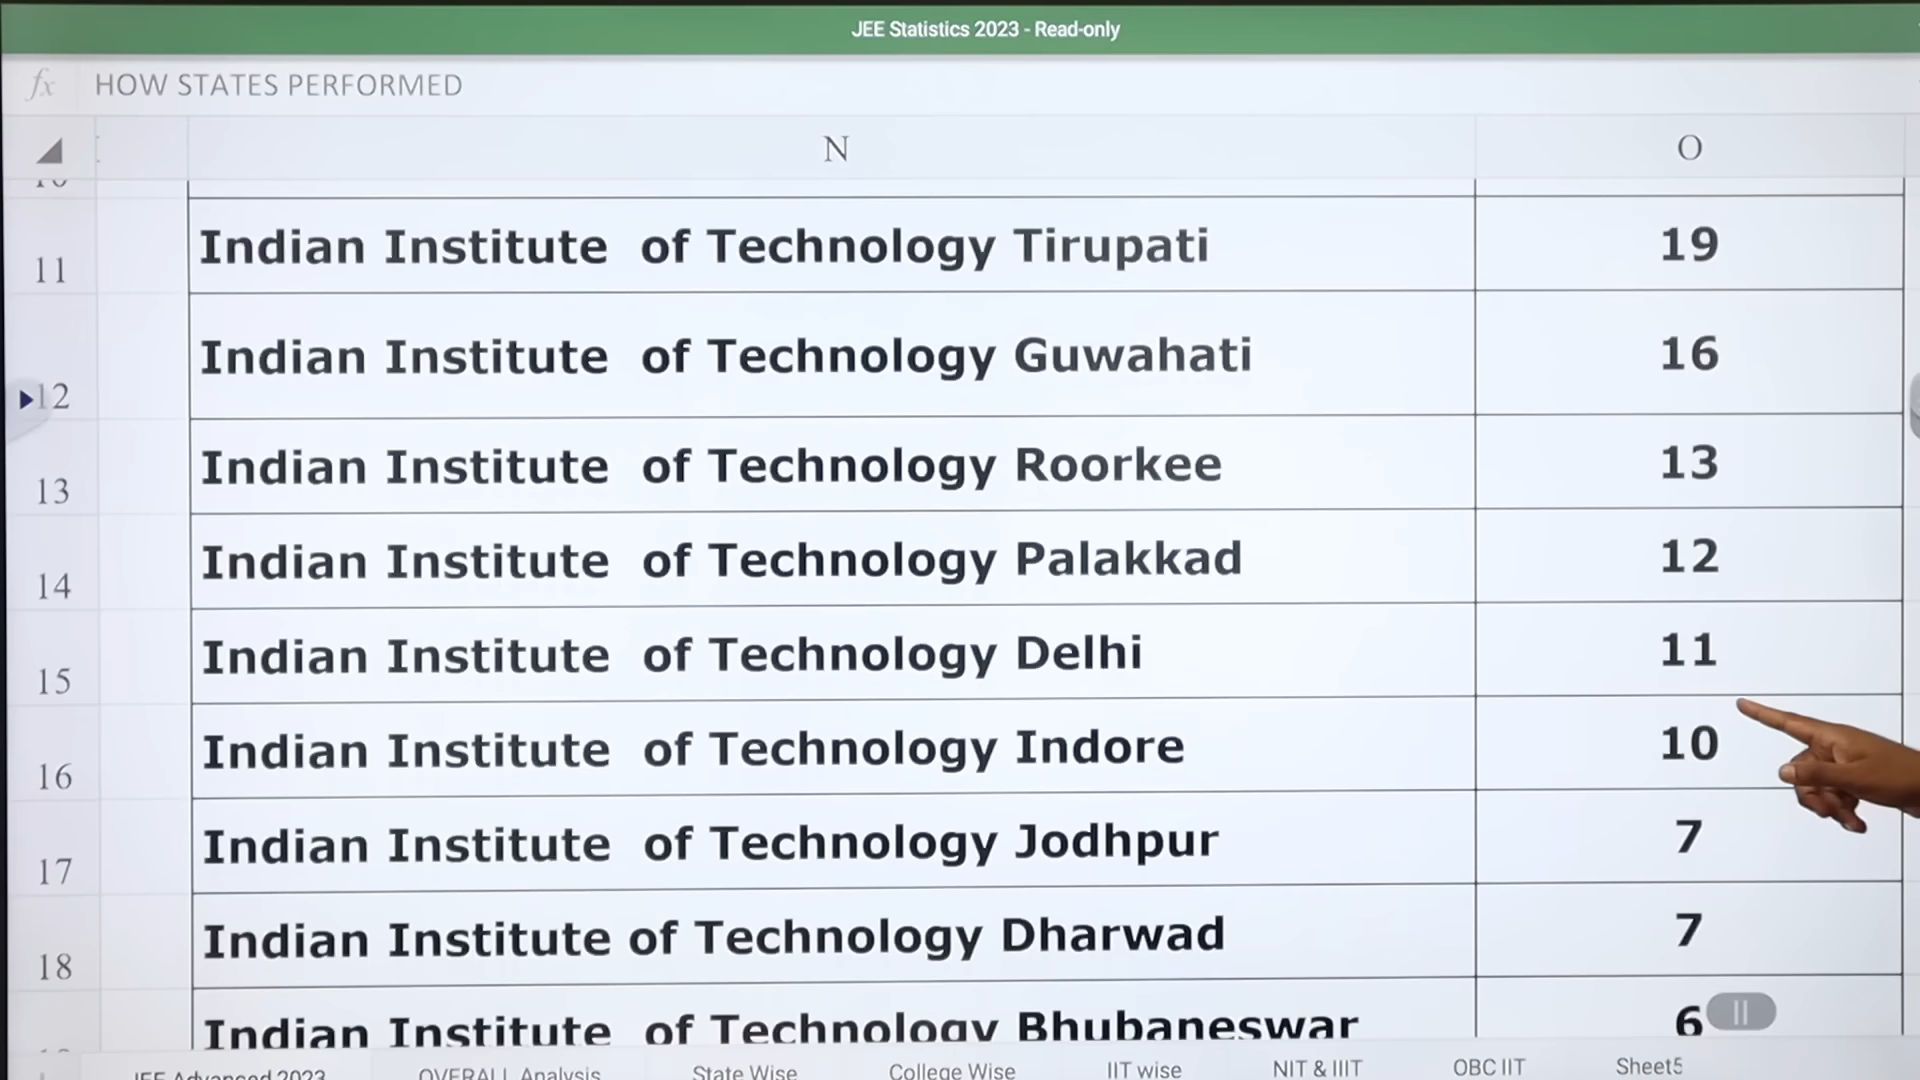 JEE Statistics 2023 - Read-only
fx HOW STATES PERFORMED
N O
11 Indian Institute of Technology Tirupati 19
12 Indian Institute of Technology Guwahati 16
13 Indian Institute of Technology Roorkee 13
14 Indian Institute of Technology Palakkad 12
15 Indian Institute of Technology Delhi 11
16 Indian Institute of Technology Indore 10
17 Indian Institute of Technology Jodhpur 7
18 Indian Institute of Technology Dharwad 7
Indian Institute of Technology Bhubaneswar 6
JEE Advanced 2023 OVERALL Analysis State Wise College Wise IIT wise NIT & IIIT OBC IIT Sheet5